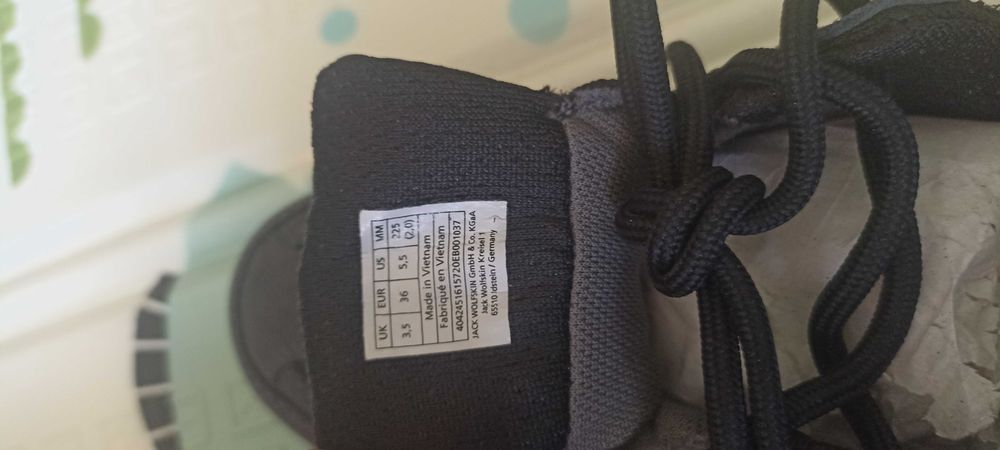 UK EUR US MM
3,5 36 5,5 225 (2,0)
Made in Vietnam
Fabriqué en Vietnam
4042451615720EB001037
JACK WOLFSKIN GmbH & Co. KGaA
Jack Wolfskin Kreisel 1
65510 Idstein / Germany